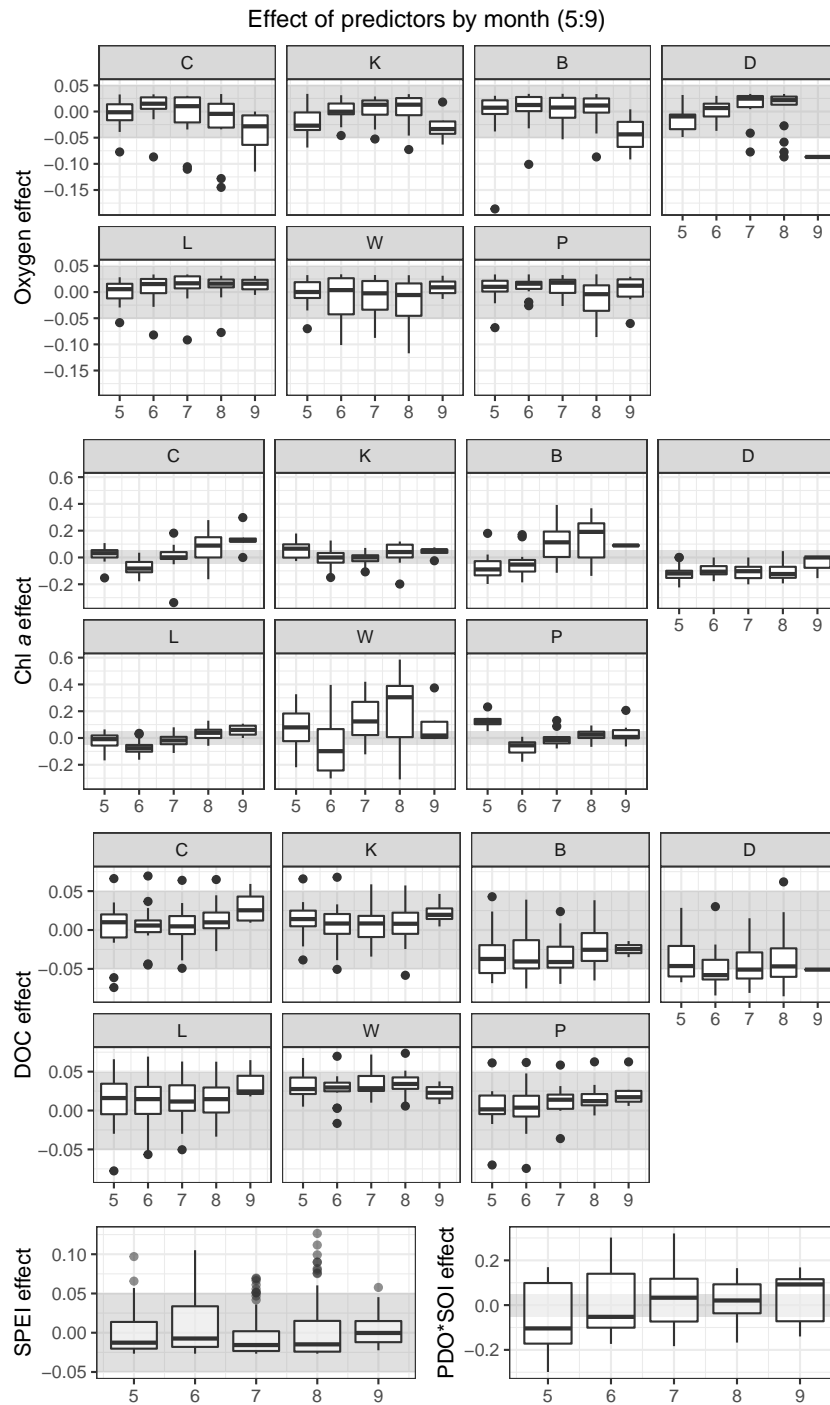 Effect of predictors by month (5:9)
C K B D
0.05
0.00
−0.05
−0.10
−0.15
Oxygen effect
5 6 7 8 9
L W P
0.05
0.00
−0.05
−0.10
−0.15
5 6 7 8 9 5 6 7 8 9 5 6 7 8 9
C K B D
0.6
0.4
0.2
0.0
−0.2
Chl a effect
5 6 7 8 9
L W P
0.6
0.4
0.2
0.0
−0.2
5 6 7 8 9 5 6 7 8 9 5 6 7 8 9
C K B D
0.05
0.00
−0.05
DOC effect
5 6 7 8 9
L W P
0.05
0.00
−0.05
5 6 7 8 9 5 6 7 8 9 5 6 7 8 9
SPEI effect
0.10
0.05
0.00
−0.05
5 6 7 8 9
PDO*SOI effect
0.2
0.0
−0.2
5 6 7 8 9